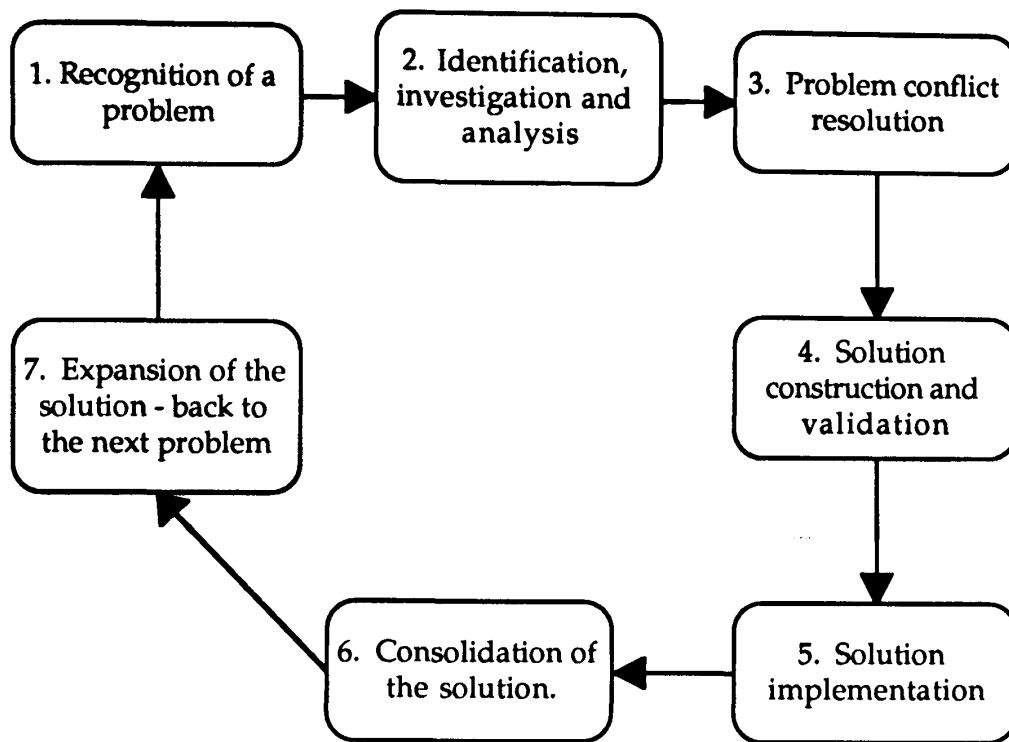 1. Recognition of a
problem
2. Identification,
investigation and
analysis
3. Problem conflict
resolution
4. Solution
construction and
validation
5. Solution
implementation
6. Consolidation of
the solution.
7. Expansion of the
solution - back to
the next problem